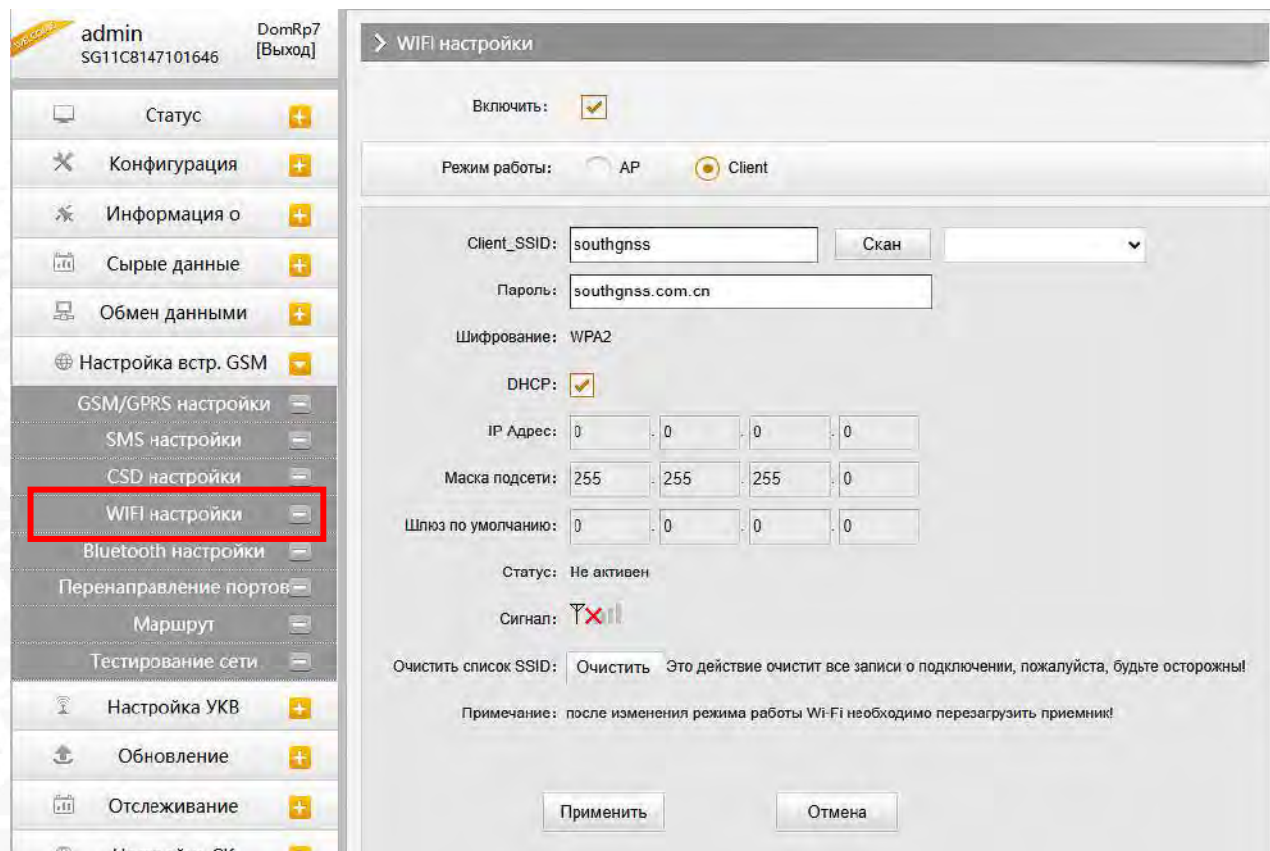 welcome
admin
DomRp7
SG11C8147101646
[Выход]
Статус
Конфигурация
Информация о
Сырые данные
Обмен данными
Настройка встр. GSM
GSM/GPRS настройки
SMS настройки
CSD настройки
WIFI настройки
Bluetooth настройки
Перенаправление портов
Маршрут
Тестирование сети
Настройка УКВ
Обновление
Отслеживание
WIFI настройки
Включить:
Режим работы: AP Client
Client_SSID: southgnss Скан
Пароль: southgnss.com.cn
Шифрование: WPA2
DHCP:
IP Адрес: 0 . 0 . 0 . 0
Маска подсети: 255 . 255 . 255 . 0
Шлюз по умолчанию: 0 . 0 . 0 . 0
Статус: Не активен
Сигнал:
Очистить список SSID: Очистить Это действие очистит все записи о подключении, пожалуйста, будьте осторожны!
Примечание: после изменения режима работы Wi-Fi необходимо перезагрузить приемник!
Применить Отмена